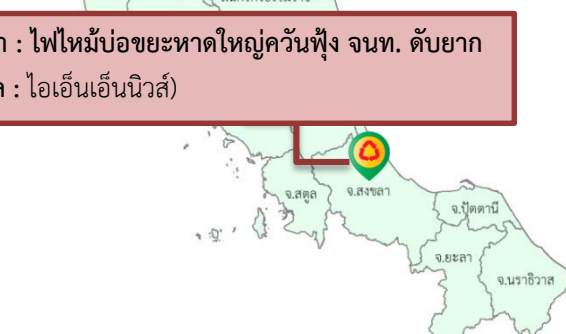 า : ไฟไหม้บ่อขยะหาดใหญ่ควันฟุ้ง จนท. ดับยาก
ล : ไอเอ็นเอ็นนิวส์)
จ.สตูล
จ.สงขลา
จ.ปัตตานี
จ.ยะลา
จ.นราธิวาส